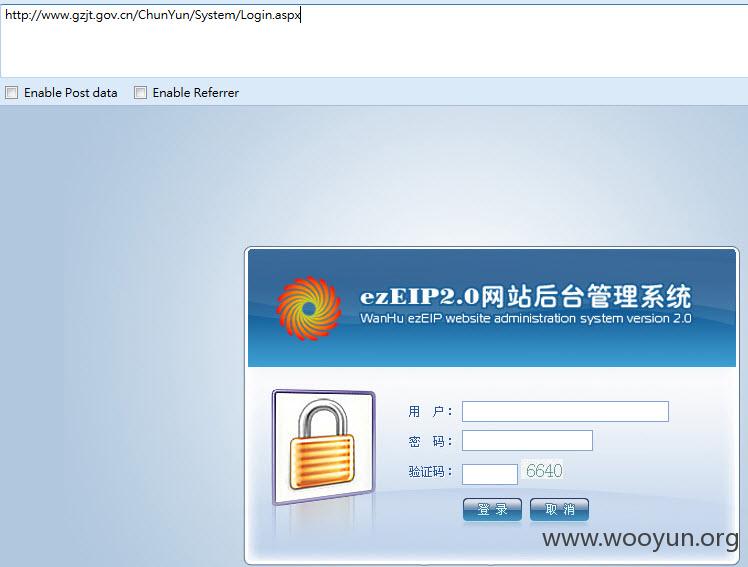 http://www.gzjt.gov.cn/ChunYun/System/Login.aspx
Enable Post data Enable Referrer
ezEIP2.0网站后台管理系统
WanHu ezEIP website administration system version 2.0
用 户：
密 码：
验证码： 6640
登 录 取 消
www.wooyun.org